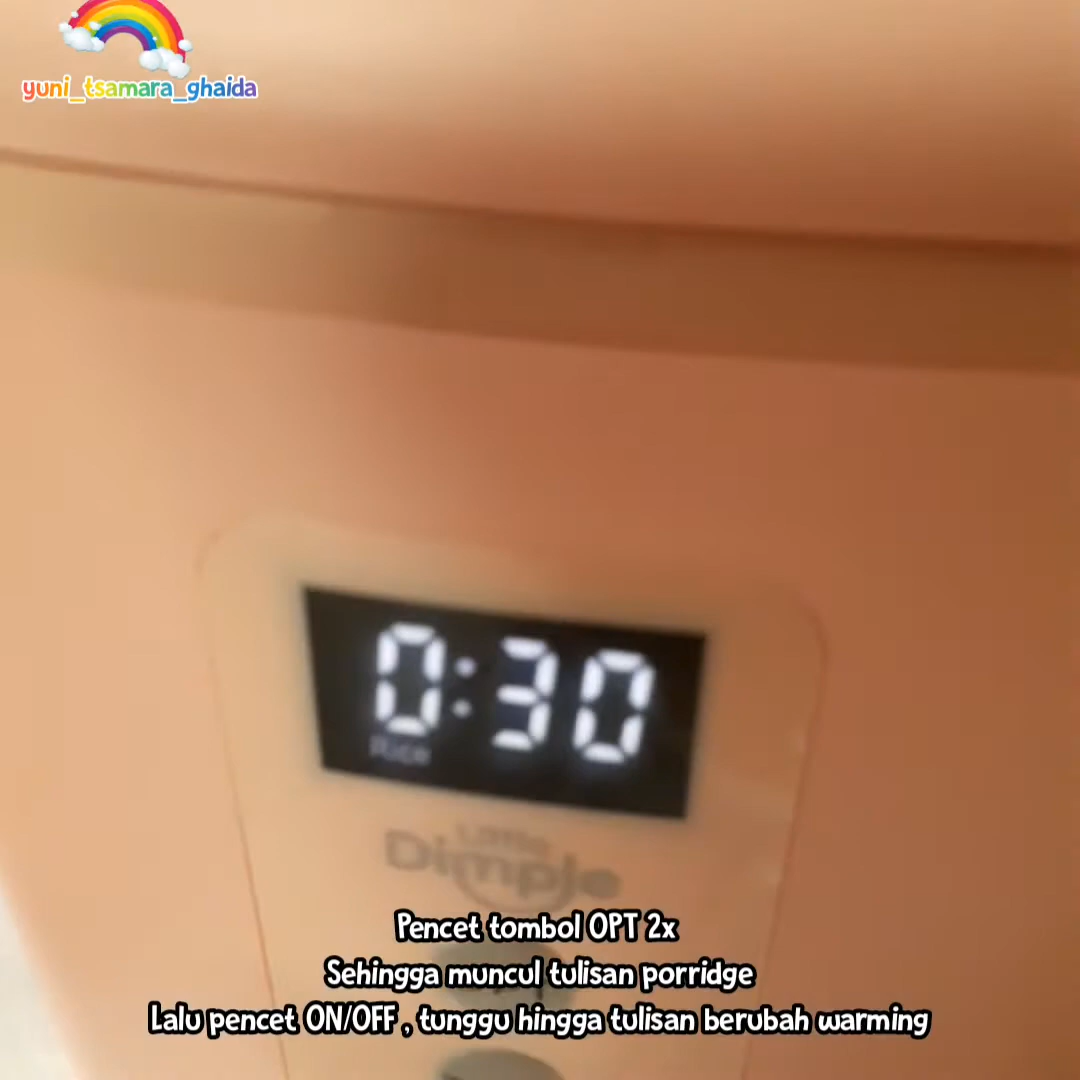 yuni_tsamara_ghaida
0:30
Little
Dimple
Pencet tombol OPT 2x
Sehingga muncul tulisan porridge
Lalu pencet ON/OFF , tunggu hingga tulisan berubah warming